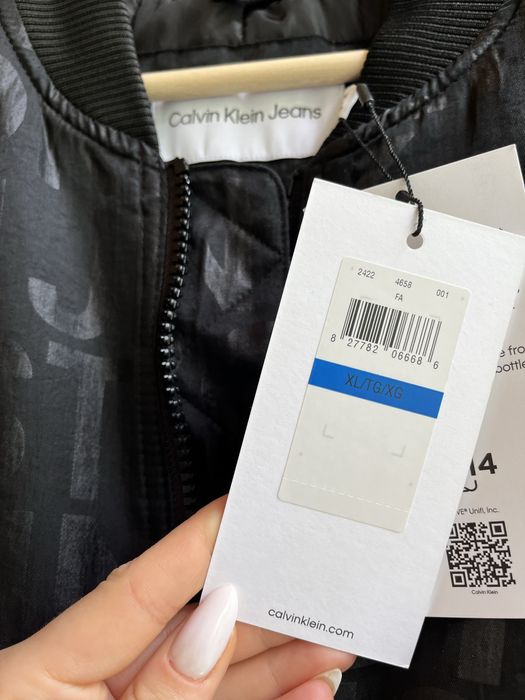 Calvin Klein Jeans
2422 4658 001
FA
8 27782 06668 6
XL/TG/XG
calvinklein.com
e fro
bottle
14
VE® Unifi, Inc.
Calvin Klein